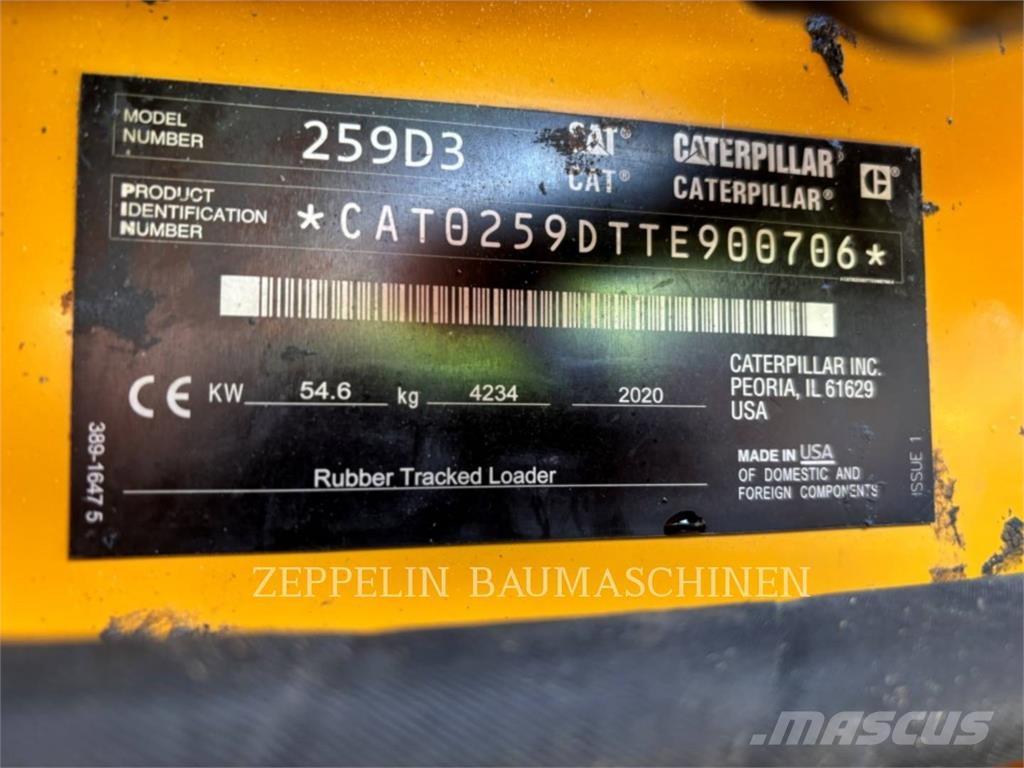 MODEL
NUMBER
259D3
CAT®
CATERPILLAR®
C®
CAT®
CATERPILLAR®
PRODUCT
IDENTIFICATION
NUMBER
*CAT0259DTTE900706*
CE KW 54.6 kg 4234 2020
CATERPILLAR INC.
PEORIA, IL 61629
USA
Rubber Tracked Loader
MADE IN USA
OF DOMESTIC AND
FOREIGN COMPONENTS
389-1647 5
ISSUE 1
ZEPPELIN BAUMASCHINEN
MASCUS